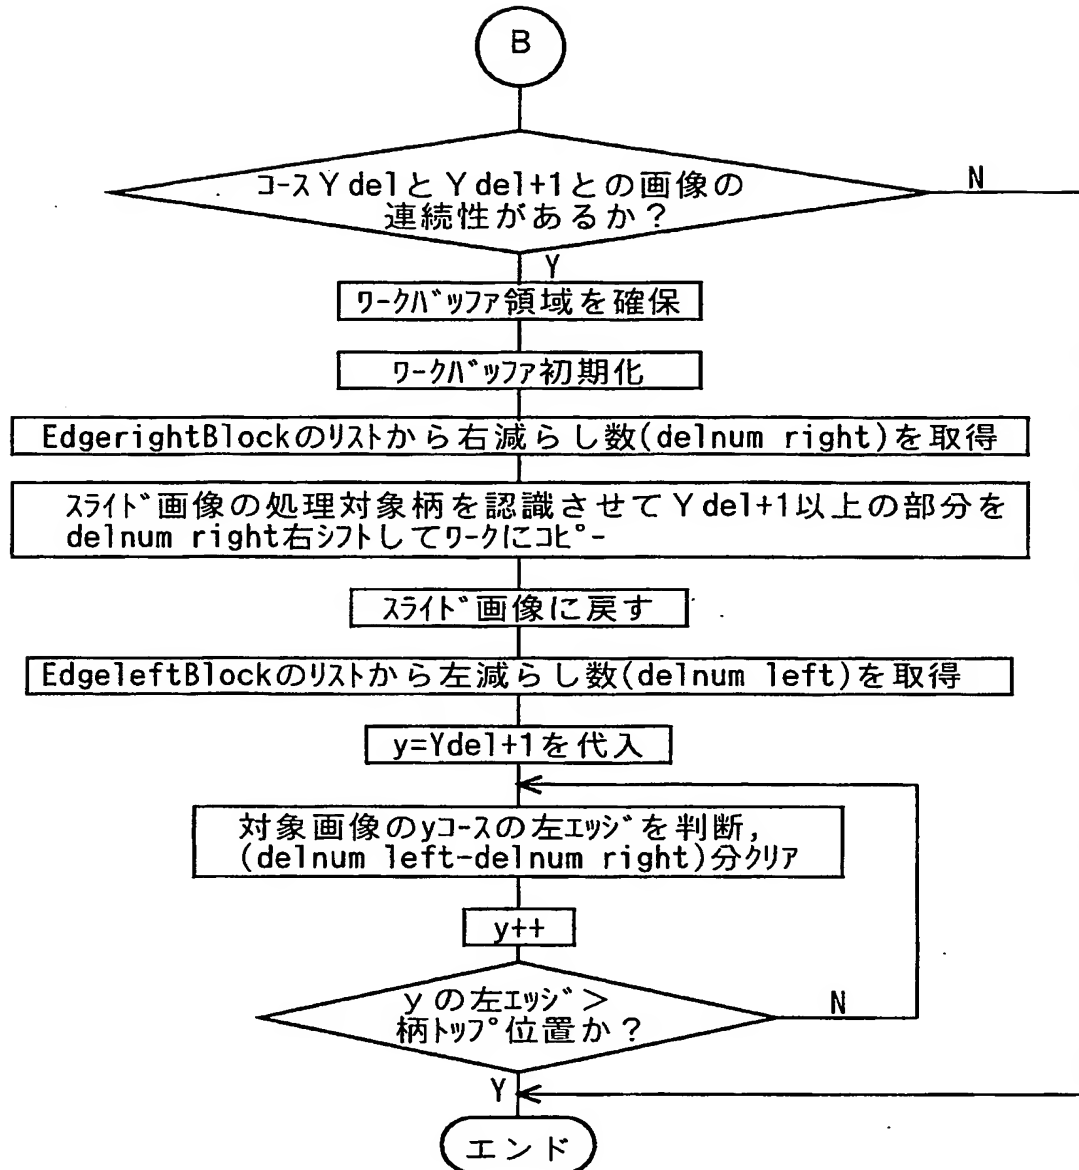 B
コースYdelとYdel+1との画像の
連続性があるか?
N
Y
ワークバッファ領域を確保
ワークバッファ初期化
EdgerightBlockのリストから右減らし数(delnum right)を取得
スライド画像の処理対象柄を認識させてYdel+1以上の部分を
delnum right右シフトしてワークにコピー
スライド画像に戻す
EdgeleftBlockのリストから左減らし数(delnum left)を取得
y=Ydel+1を代入
対象画像のyコースの左エッジを判断,
(delnum left-delnum right)分クリア
y++
yの左エッジ>
柄トップ位置か?
N
Y
エンド